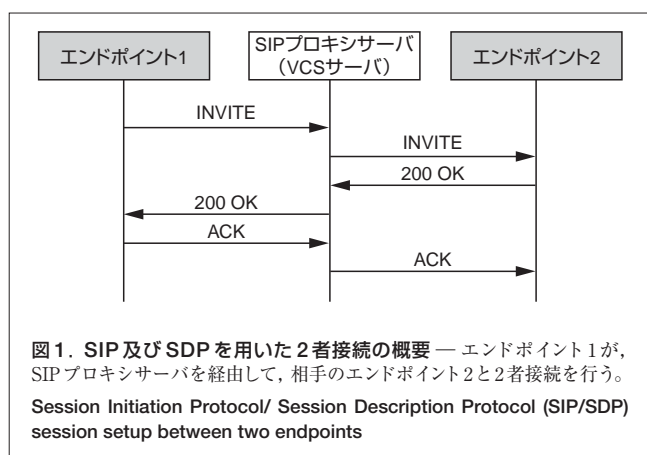 エンドポイント1
SIPプロキシサーバ
（VCSサーバ）
エンドポイント2
INVITE
INVITE
200 OK
200 OK
ACK
ACK
図1．SIP及びSDPを用いた2者接続の概要 — エンドポイント1が，
SIPプロキシサーバを経由して，相手のエンドポイント2と2者接続を行う。
Session Initiation Protocol/ Session Description Protocol (SIP/SDP)
session setup between two endpoints